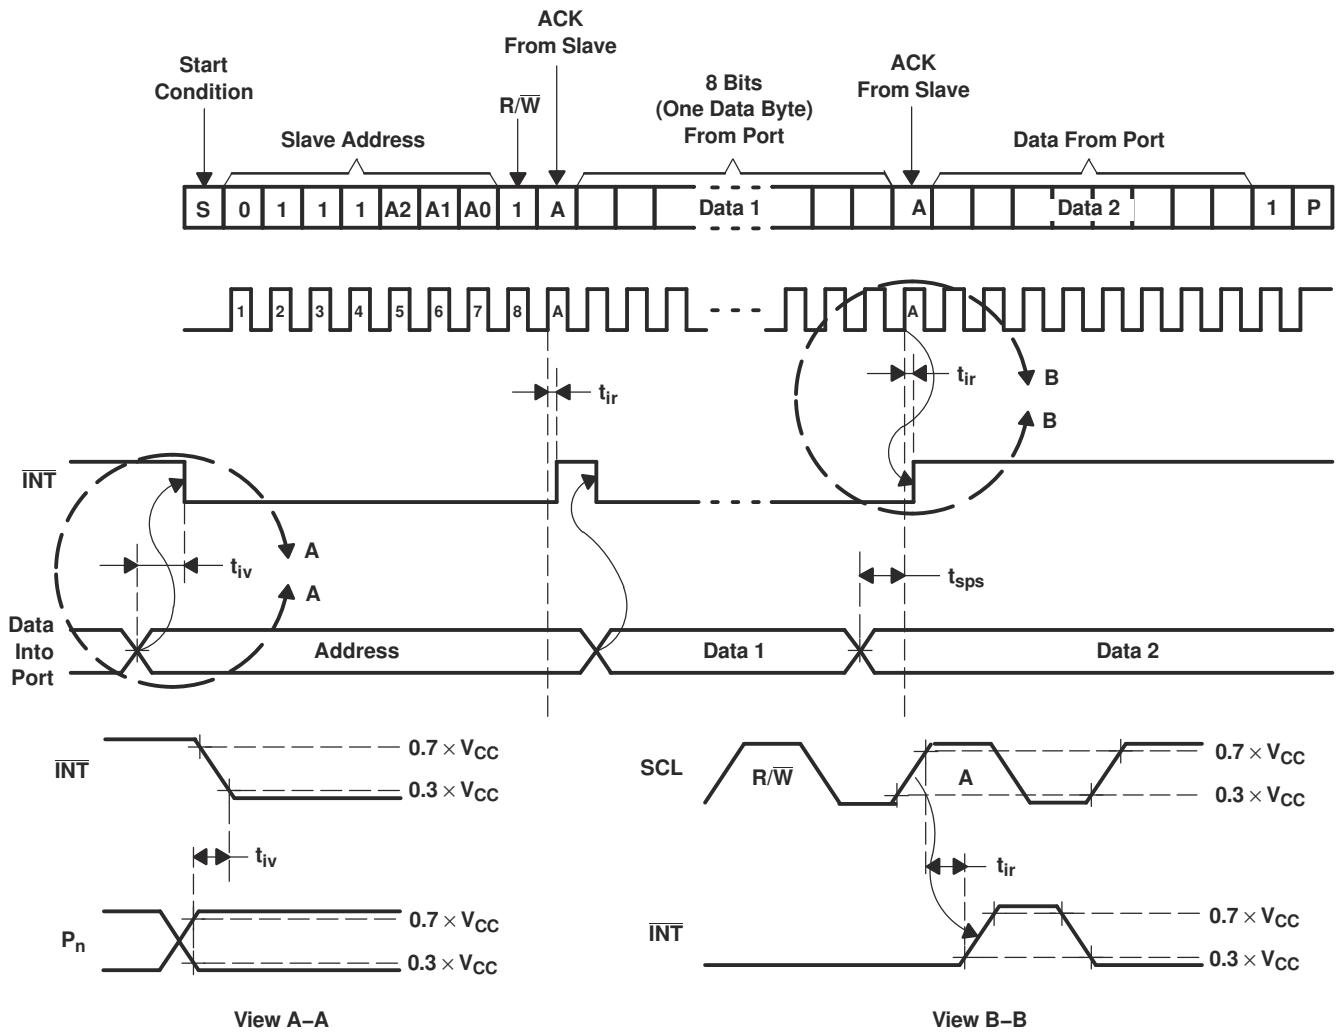 ACK
From Slave
Start
Condition
R/W̅
8 Bits
(One Data Byte)
From Port
ACK
From Slave
Slave Address
Data From Port
S 0 1 1 1 A2 A1 A0 1 A Data 1 A Data 2 1 P
1 2 3 4 5 6 7 8 A A
tir
tir
B
B
I̅N̅T̅
A
A
tiv
tsps
Data
Into
Port
Address
Data 1
Data 2
I̅N̅T̅
0.7 × VCC
0.3 × VCC
tiv
Pn
0.7 × VCC
0.3 × VCC
View A–A
SCL
R/W̅
A
0.7 × VCC
0.3 × VCC
tir
I̅N̅T̅
0.7 × VCC
0.3 × VCC
View B–B